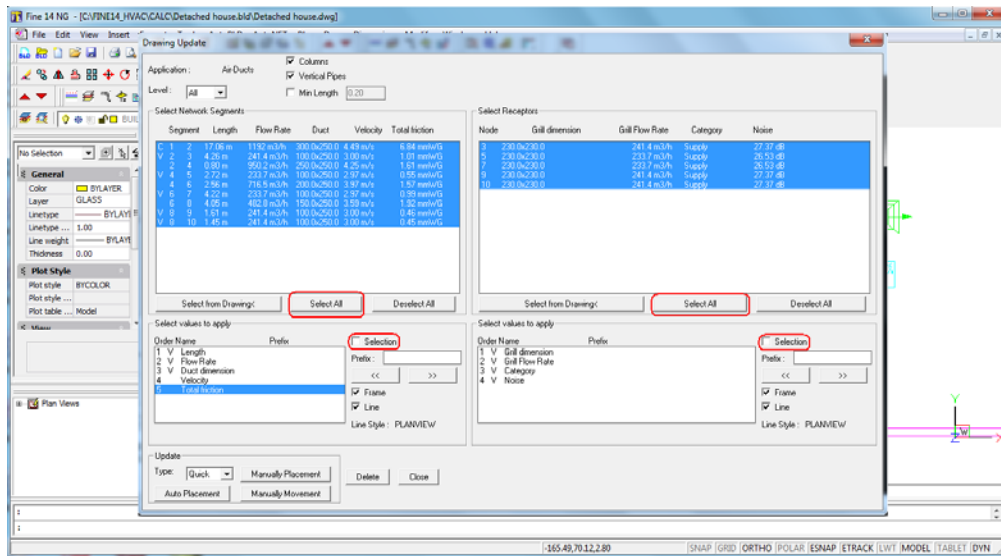 Fine 14 NG - [C:\FINE14_HVAC\CALC\Detached house.bld\Detached house.dwg]
File Edit View Insert
Drawing Update
Application : Air-Ducts
Columns
Vertical Pipes
Level : All
Min Length 0.20
Select Network Segments
Segment Length Flow Rate Duct Velocity Total friction
C 1 2 17.06 m 1192 m3/h 300.0x250.0 4.49 m/s 6.84 mmWG
V 2 3 4.26 m 241.4 m3/h 100.0x250.0 3.00 m/s 1.01 mmWG
2 4 0.80 m 950.2 m3/h 250.0x250.0 4.25 m/s 1.61 mmWG
V 4 5 2.72 m 233.7 m3/h 100.0x250.0 2.97 m/s 0.55 mmWG
4 6 2.56 m 716.5 m3/h 200.0x250.0 3.97 m/s 1.57 mmWG
V 6 7 4.22 m 233.7 m3/h 100.0x250.0 2.97 m/s 0.99 mmWG
6 8 4.05 m 482.8 m3/h 150.0x250.0 3.59 m/s 1.92 mmWG
V 8 9 1.61 m 241.4 m3/h 100.0x250.0 3.00 m/s 0.46 mmWG
V 8 10 1.45 m 241.4 m3/h 100.0x250.0 3.00 m/s 0.45 mmWG
Select from Drawing< Select All Deselect All
Select Receptors
Node Grill dimension Grill Flow Rate Category Noise
3 230.0x230.0 241.4 m3/h Supply 27.37 dB
5 230.0x230.0 233.7 m3/h Supply 26.53 dB
7 230.0x230.0 233.7 m3/h Supply 26.53 dB
9 230.0x230.0 241.4 m3/h Supply 27.37 dB
10 230.0x230.0 241.4 m3/h Supply 27.37 dB
Select from Drawing< Select All Deselect All
Select values to apply
Order Name Prefix
1 V Length
2 V Flow Rate
3 V Duct dimension
4 Velocity
5 Total friction
Selection
Prefix :
<< >>
Frame
Line
Line Style : PLANVIEW
Select values to apply
Order Name Prefix
1 V Grill dimension
2 V Grill Flow Rate
3 V Category
4 V Noise
Selection
Prefix :
<< >>
Frame
Line
Line Style : PLANVIEW
Update
Type: Quick Manually Placement
Auto Placement Manually Movement
Delete Close
No Selection
General
Color BYLAYER
Layer GLASS
Linetype BYLAYE
Linetype ... 1.00
Line weight BYLAYE
Thickness 0.00
Plot Style
Plot style BYCOLOR
Plot style ...
Plot table ... Model
View
Plan Views
Y
W
X
Z
:
:
-165.49,70.12,2.80 SNAP GRID ORTHO POLAR ESNAP ETRACK LWT MODEL TABLET DYN